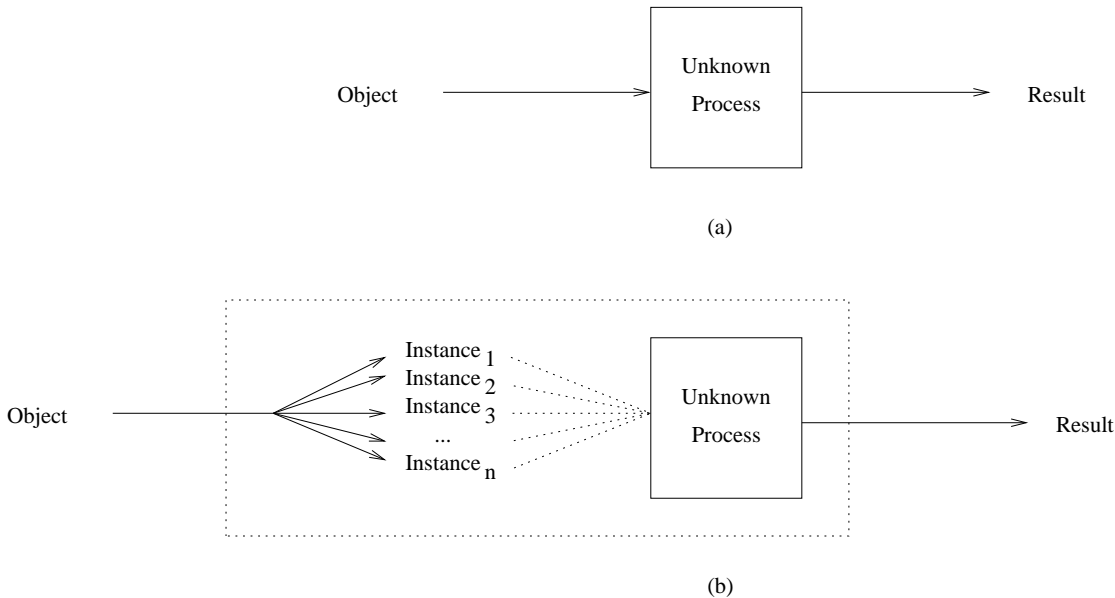 Object
Unknown
Process
Result
(a)
Object
Instance 1
Instance 2
Instance 3
...
Instance n
Unknown
Process
Result
(b)